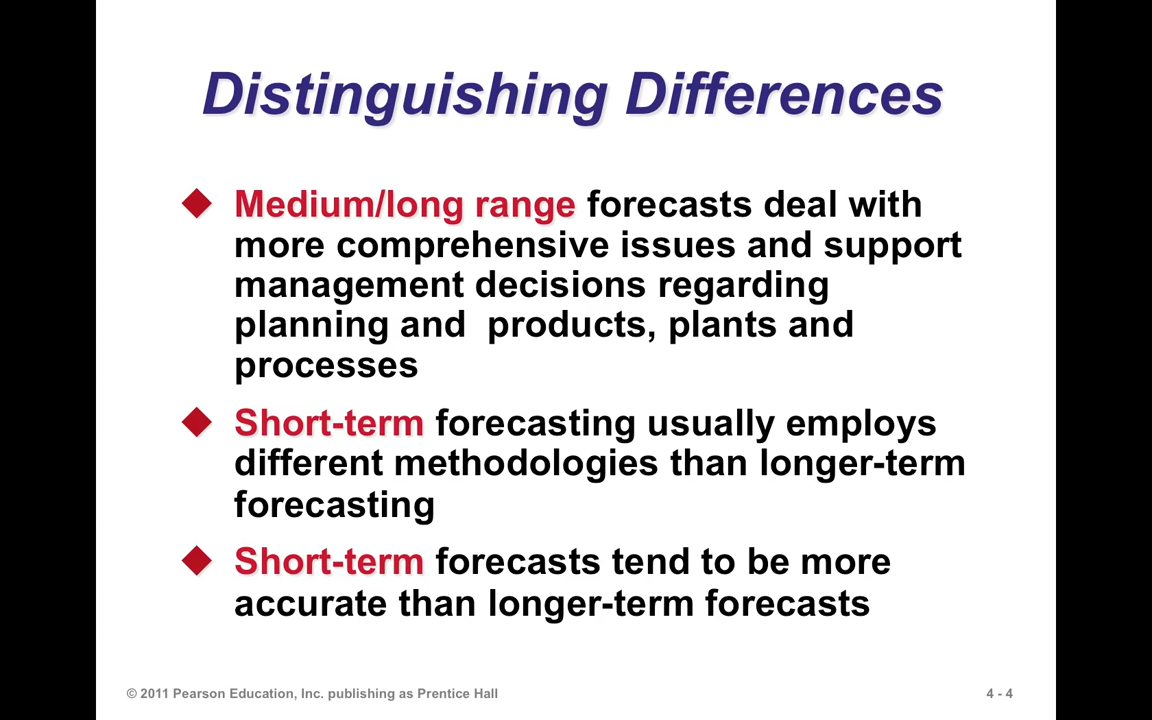 Distinguishing Differences
◆ Medium/long range forecasts deal with
more comprehensive issues and support
management decisions regarding
planning and  products, plants and
processes
◆ Short-term forecasting usually employs
different methodologies than longer-term
forecasting
◆ Short-term forecasts tend to be more
accurate than longer-term forecasts
© 2011 Pearson Education, Inc. publishing as Prentice Hall
4 - 4